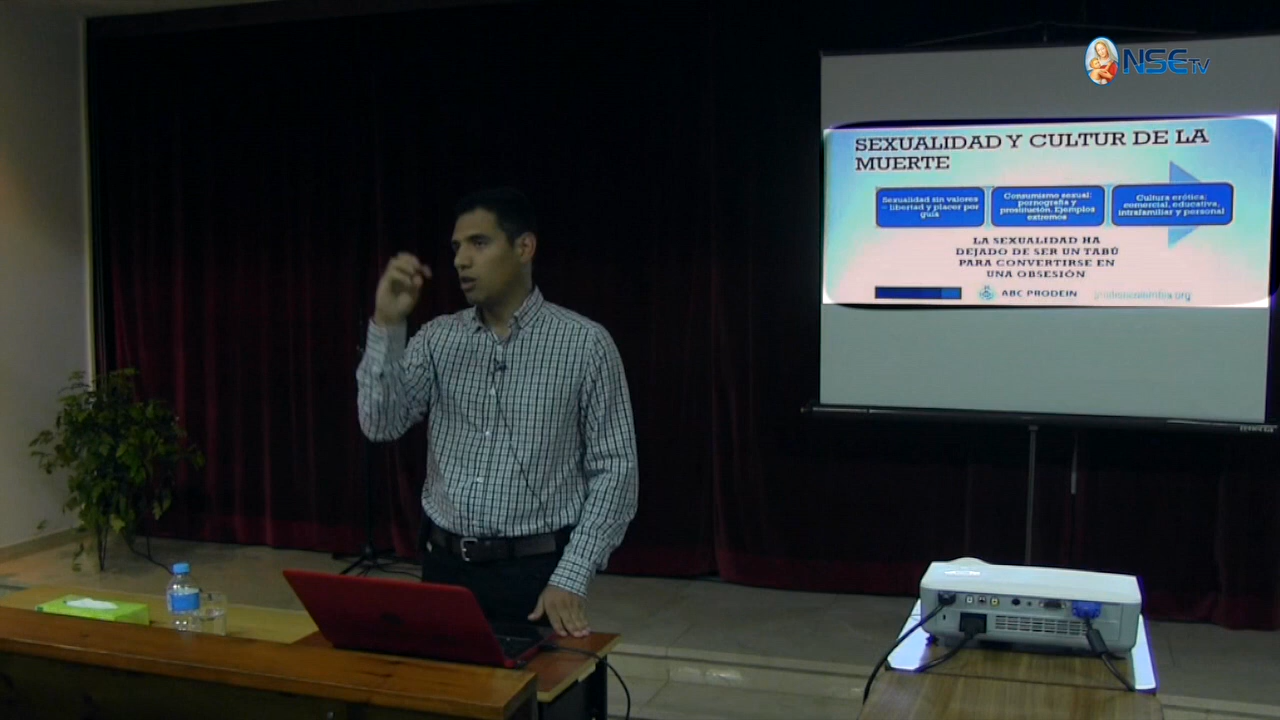 NSETV
SEXUALIDAD Y CULTUR DE LA
MUERTE
Sexualidad sin valores
– libertad y placer por
guia
Consumismo sexual:
pornografia y
prostitución. Ejemplos
extremos
Cultura erótica:
comercial, educativa,
intrafamiliar y personal
LA SEXUALIDAD HA
DEJADO DE SER UN TABÚ
PARA CONVERTIRSE EN
UNA OBSESIÓN
ABC PRODEIN